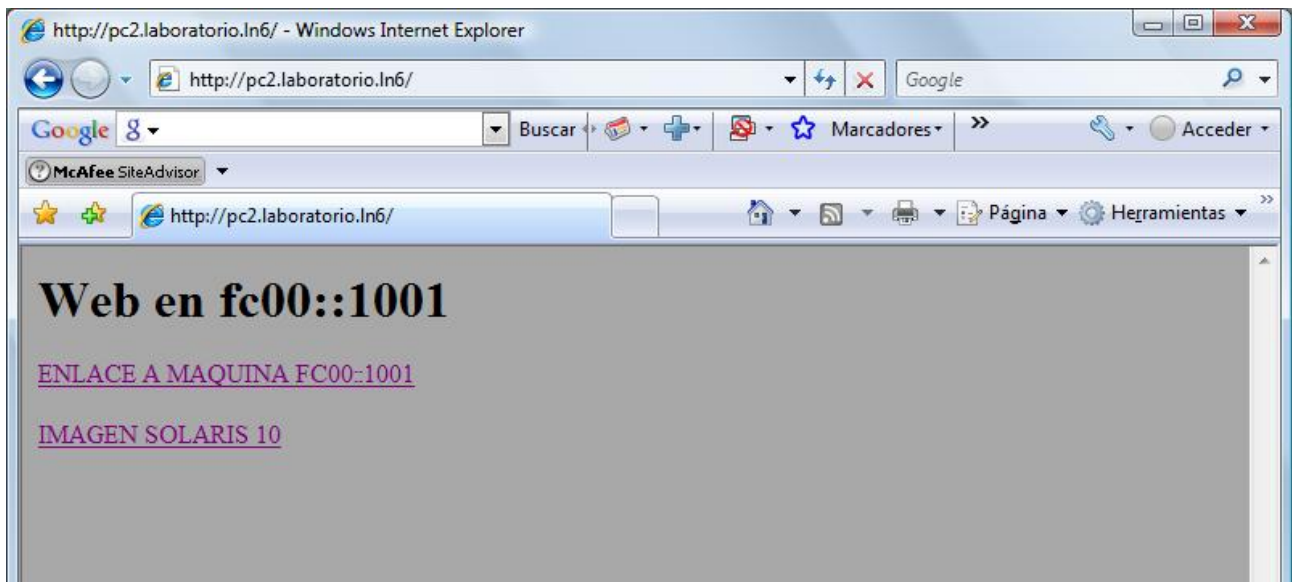 http://pc2.laboratorio.ln6/ - Windows Internet Explorer
http://pc2.laboratorio.ln6/
Google
Google Buscar Marcadores Acceder
McAfee SiteAdvisor
http://pc2.laboratorio.ln6/ Página Herramientas
Web en fc00::1001
ENLACE A MAQUINA FC00::1001
IMAGEN SOLARIS 10